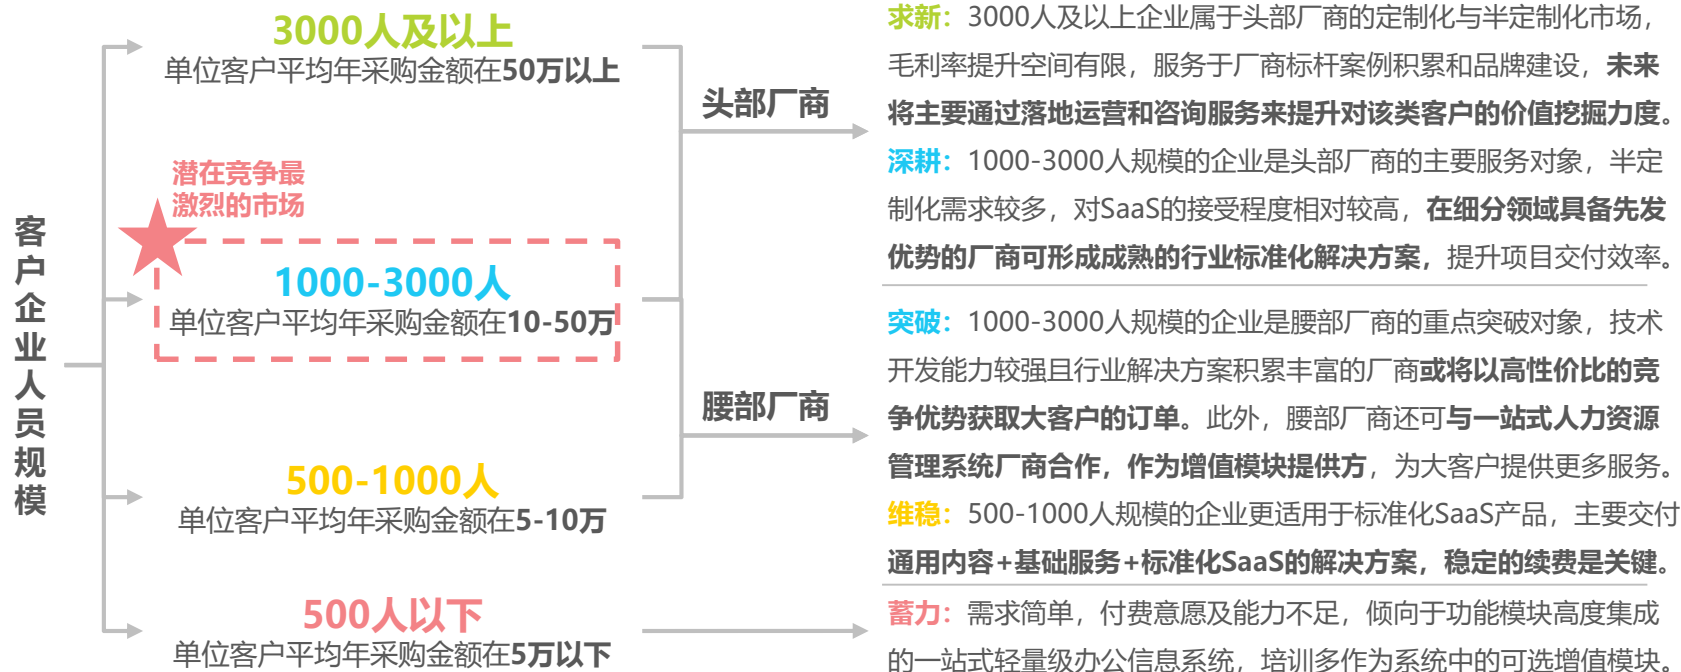 客户企业人员规模
3000人及以上
单位客户平均年采购金额在50万以上
潜在竞争最
激烈的市场
1000-3000人
单位客户平均年采购金额在10-50万
500-1000人
单位客户平均年采购金额在5-10万
500人以下
单位客户平均年采购金额在5万以下
头部厂商
腰部厂商
求新：3000人及以上企业属于头部厂商的定制化与半定制化市场，
毛利率提升空间有限，服务于厂商标杆案例积累和品牌建设，未来
将主要通过落地运营和咨询服务来提升对该类客户的价值挖掘力度。
深耕：1000-3000人规模的企业是头部厂商的主要服务对象，半定
制化需求较多，对SaaS的接受程度相对较高，在细分领域具备先发
优势的厂商可形成成熟的行业标准化解决方案，提升项目交付效率。
突破：1000-3000人规模的企业是腰部厂商的重点突破对象，技术
开发能力较强且行业解决方案积累丰富的厂商或将以高性价比的竞
争优势获取大客户的订单。此外，腰部厂商还可与一站式人力资源
管理系统厂商合作，作为增值模块提供方，为大客户提供更多服务。
维稳：500-1000人规模的企业更适用于标准化SaaS产品，主要交付
通用内容+基础服务+标准化SaaS的解决方案，稳定的续费是关键。
蓄力：需求简单，付费意愿及能力不足，倾向于功能模块高度集成
的一站式轻量级办公信息系统，培训多作为系统中的可选增值模块。